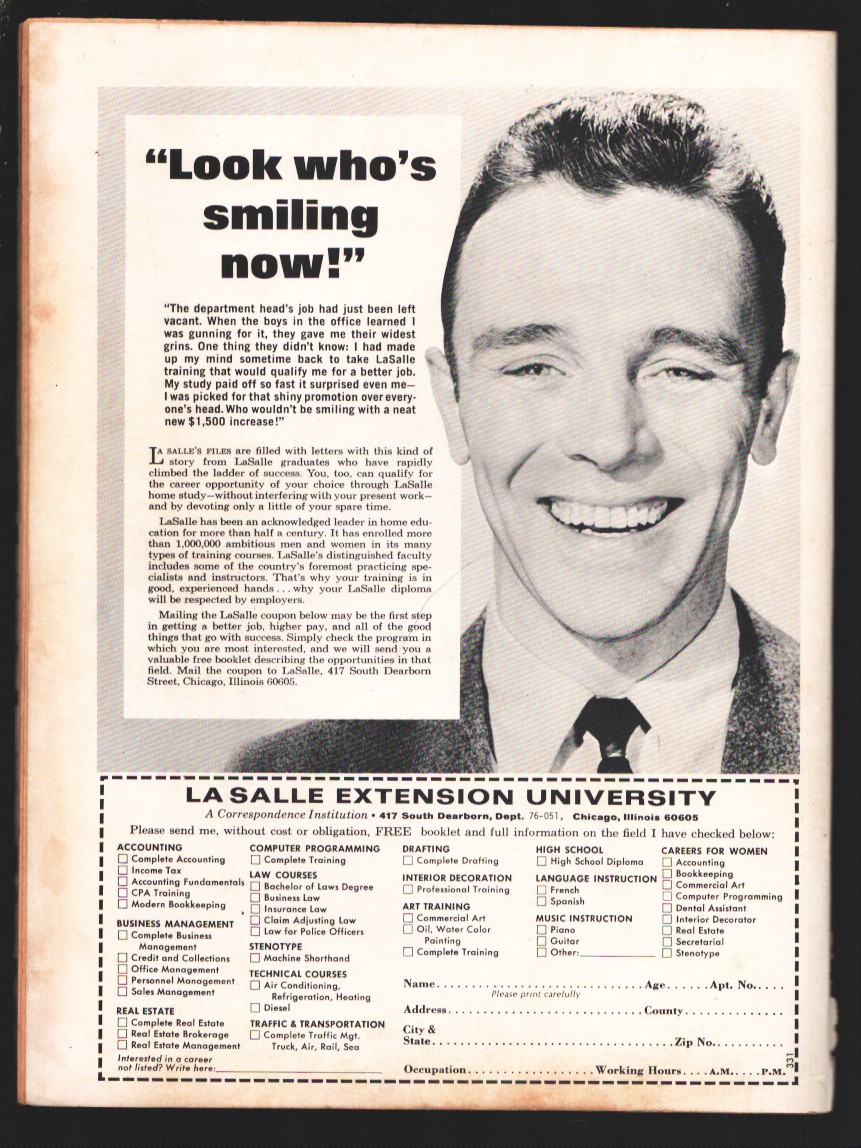 “Look who’s
smiling
now!”
“The department head’s job had just been left
vacant. When the boys in the office learned I
was gunning for it, they gave me their widest
grins. One thing they didn’t know: I had made
up my mind sometime back to take LaSalle
training that would qualify me for a better job.
My study paid off so fast it surprised even me—
I was picked for that shiny promotion over every-
one’s head. Who wouldn’t be smiling with a neat
new $1,500 increase!”
LA SALLE’S FILES are filled with letters with this kind of
story from LaSalle graduates who have rapidly
climbed the ladder of success. You, too, can qualify for
the career opportunity of your choice through LaSalle
home study—without interfering with your present work—
and by devoting only a little of your spare time.
LaSalle has been an acknowledged leader in home edu-
cation for more than half a century. It has enrolled more
than 1,000,000 ambitious men and women in its many
types of training courses. LaSalle’s distinguished faculty
includes some of the country’s foremost practicing spe-
cialists and instructors. That’s why your training is in
good, experienced hands . . . why your LaSalle diploma
will be respected by employers.
Mailing the LaSalle coupon below may be the first step
in getting a better job, higher pay, and all of the good
things that go with success. Simply check the program in
which you are most interested, and we will send you a
valuable free booklet describing the opportunities in that
field. Mail the coupon to LaSalle, 417 South Dearborn
Street, Chicago, Illinois 60605.
LA SALLE EXTENSION UNIVERSITY
A Correspondence Institution • 417 South Dearborn, Dept. 76-051, Chicago, Illinois 60605
Please send me, without cost or obligation, FREE booklet and full information on the field I have checked below:
ACCOUNTING
Complete Accounting
Income Tax
Accounting Fundamentals
CPA Training
Modern Bookkeeping
BUSINESS MANAGEMENT
Complete Business
Management
Credit and Collections
Office Management
Personnel Management
Sales Management
REAL ESTATE
Complete Real Estate
Real Estate Brokerage
Real Estate Management
Interested in a career
not listed? Write here:
COMPUTER PROGRAMMING
Complete Training
LAW COURSES
Bachelor of Laws Degree
Business Law
Insurance Law
Claim Adjusting Law
Law for Police Officers
STENOTYPE
Machine Shorthand
TECHNICAL COURSES
Air Conditioning,
Refrigeration, Heating
Diesel
TRAFFIC & TRANSPORTATION
Complete Traffic Mgt.
Truck, Air, Rail, Sea
DRAFTING
Complete Drafting
INTERIOR DECORATION
Professional Training
ART TRAINING
Commercial Art
Oil, Water Color
Painting
Complete Training
HIGH SCHOOL
High School Diploma
LANGUAGE INSTRUCTION
French
Spanish
MUSIC INSTRUCTION
Piano
Guitar
Other:
CAREERS FOR WOMEN
Accounting
Bookkeeping
Commercial Art
Computer Programming
Dental Assistant
Interior Decorator
Real Estate
Secretarial
Stenotype
Name. . . . . Age. . . . . . Apt. No. . . . .
Please print carefully
Address. . . . . County. . . . .
City &
State. . . . . Zip No. . . . .
Occupation. . . . . Working Hours. . . . A.M. . . . . P.M.
331